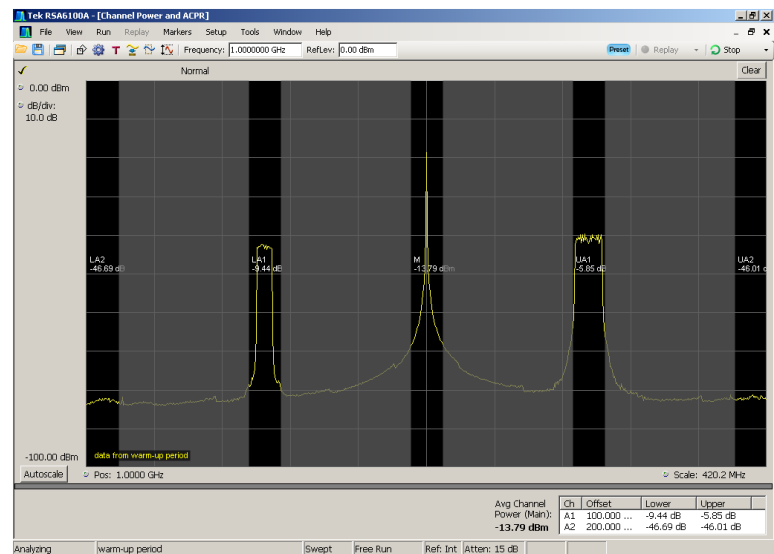 Tek RSA6100A - [Channel Power and ACPR]
File View Run Replay Markers Setup Tools Window Help
Frequency: 1.0000000 GHz RefLev: 0.00 dBm Preset Replay Stop
Normal Clear
0.00 dBm
dB/div:
10.0 dB
LA2 LA1 M UA1 UA2
-46.69 dB -9.44 dB -13.79 dBm -5.85 dB -46.01 d
-100.00 dBm data from warm-up period
Autoscale Pos: 1.0000 GHz Scale: 420.2 MHz
Avg Channel Power (Main): -13.79 dBm
Ch Offset Lower Upper
A1 100.000 ... -9.44 dB -5.85 dB
A2 200.000 ... -46.69 dB -46.01 dB
Analyzing warm-up period Swept Free Run Ref: Int Atten: 15 dB